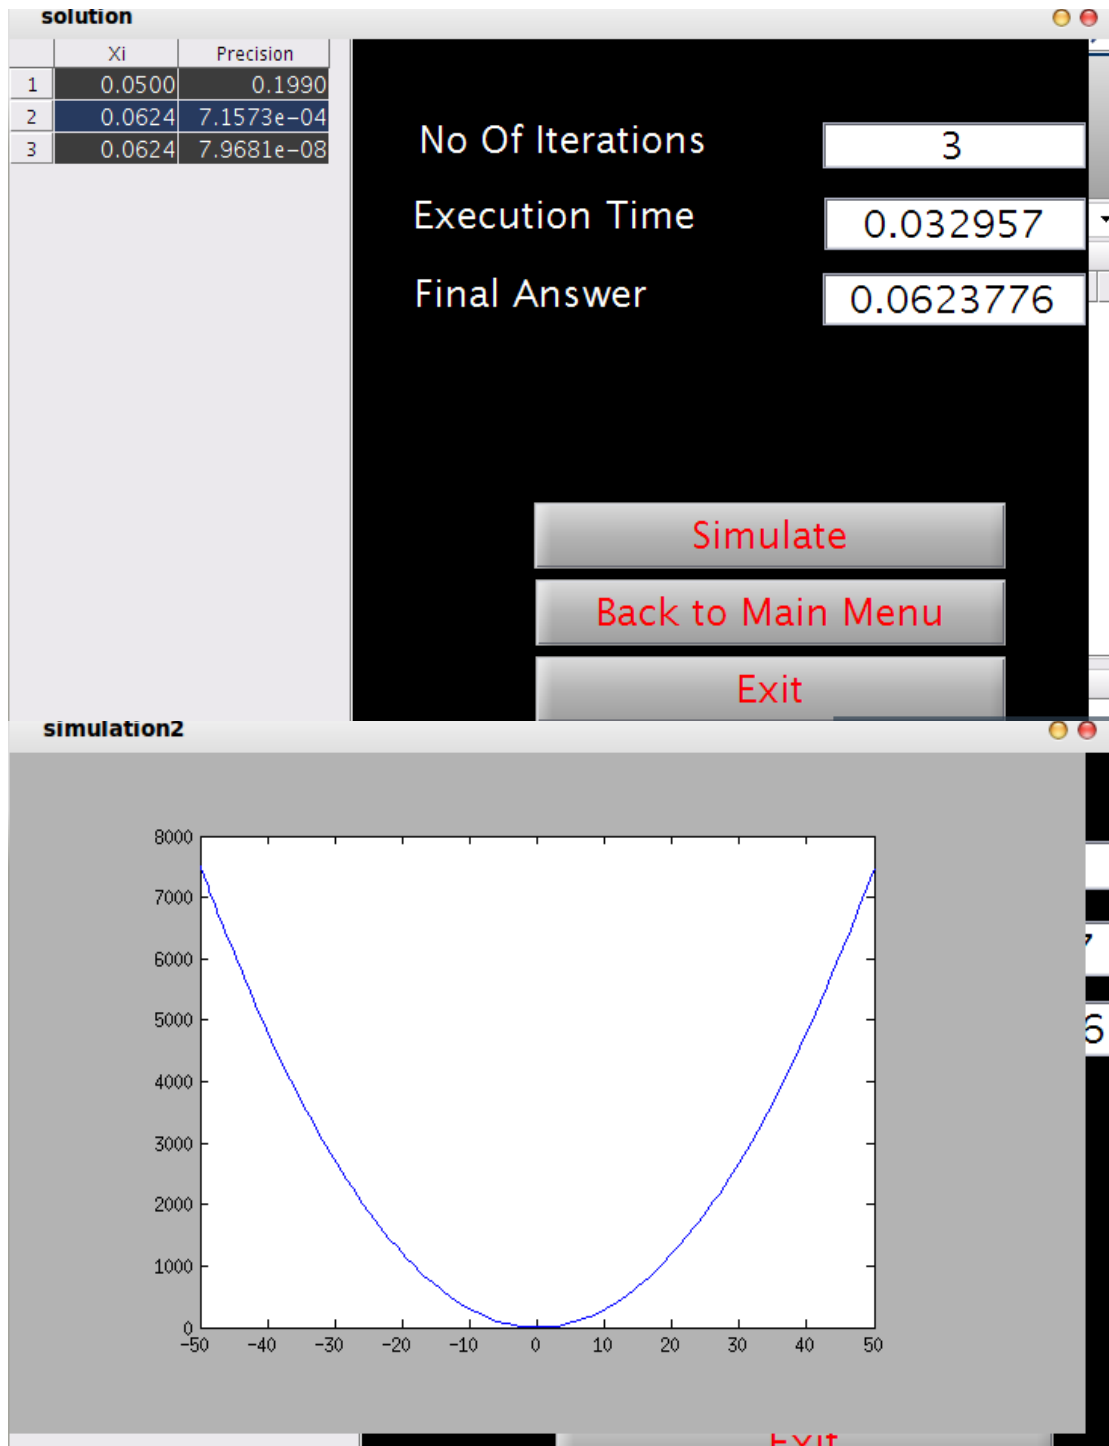 solution
Xi Precision
1 0.0500 0.1990
2 0.0624 7.1573e-04
3 0.0624 7.9681e-08
No Of Iterations 3
Execution Time 0.032957
Final Answer 0.0623776
Simulate
Back to Main Menu
Exit
simulation2
8000
7000
6000
5000
4000
3000
2000
1000
0
-50 -40 -30 -20 -10 0 10 20 30 40 50
7
6
Exit